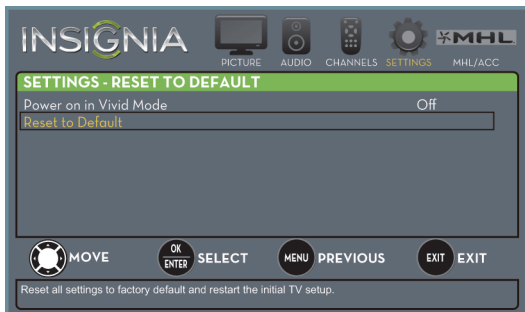 INSIGNIA
PICTURE AUDIO CHANNELS SETTINGS MHL/ACC
MHL
SETTINGS - RESET TO DEFAULT
Power on in Vivid Mode Off
Reset to Default
MOVE OK ENTER SELECT MENU PREVIOUS EXIT EXIT
Reset all settings to factory default and restart the initial TV setup.